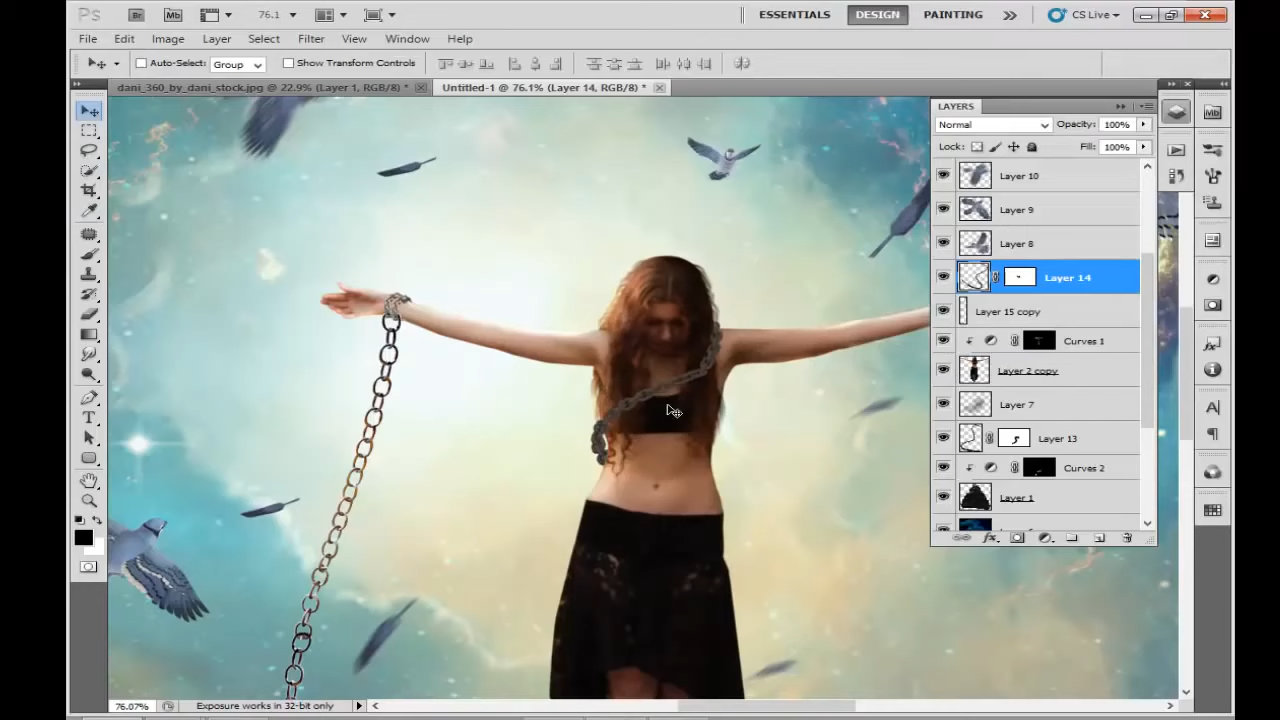 Ps Br Mb 76.1 ESSENTIALS DESIGN PAINTING CS Live
File Edit Image Layer Select Filter View Window Help
Auto-Select: Group Show Transform Controls
dani_360_by_dani_stock.jpg @ 22.9% (Layer 1, RGB/8) * Untitled-1 @ 76.1% (Layer 14, RGB/8) *
LAYERS
Mb
Normal Opacity: 100%
Lock: Fill: 100%
Layer 10
Layer 9
Layer 8
Layer 14
Layer 15 copy
Curves 1
Layer 2 copy
Layer 7
Layer 13
Curves 2
Layer 1
76.07% Exposure works in 32-bit only